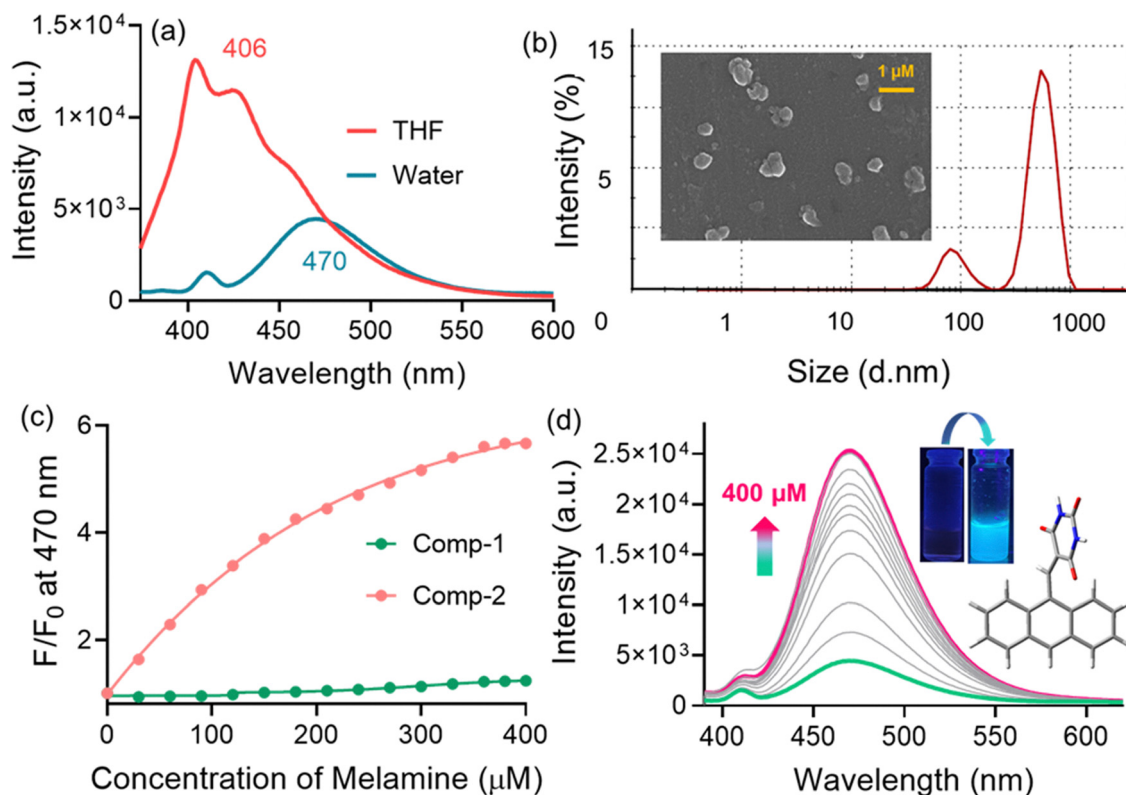 (a)
1.5×10⁴
1.0×10⁴
5×10³
0
Intensity (a.u.)
406
470
THF
Water
400 450 500 550 600
Wavelength (nm)
(b)
15
5
Intensity (%)
1 μM
0 1 10 100 1000
Size (d.nm)
(c)
6
4
2
F/F₀ at 470 nm
Comp-1
Comp-2
0 100 200 300 400
Concentration of Melamine (μM)
(d)
2.5×10⁴
2×10⁴
1.5×10⁴
1×10⁴
5×10³
0
Intensity (a.u.)
400 μM
400 450 500 550 600
Wavelength (nm)